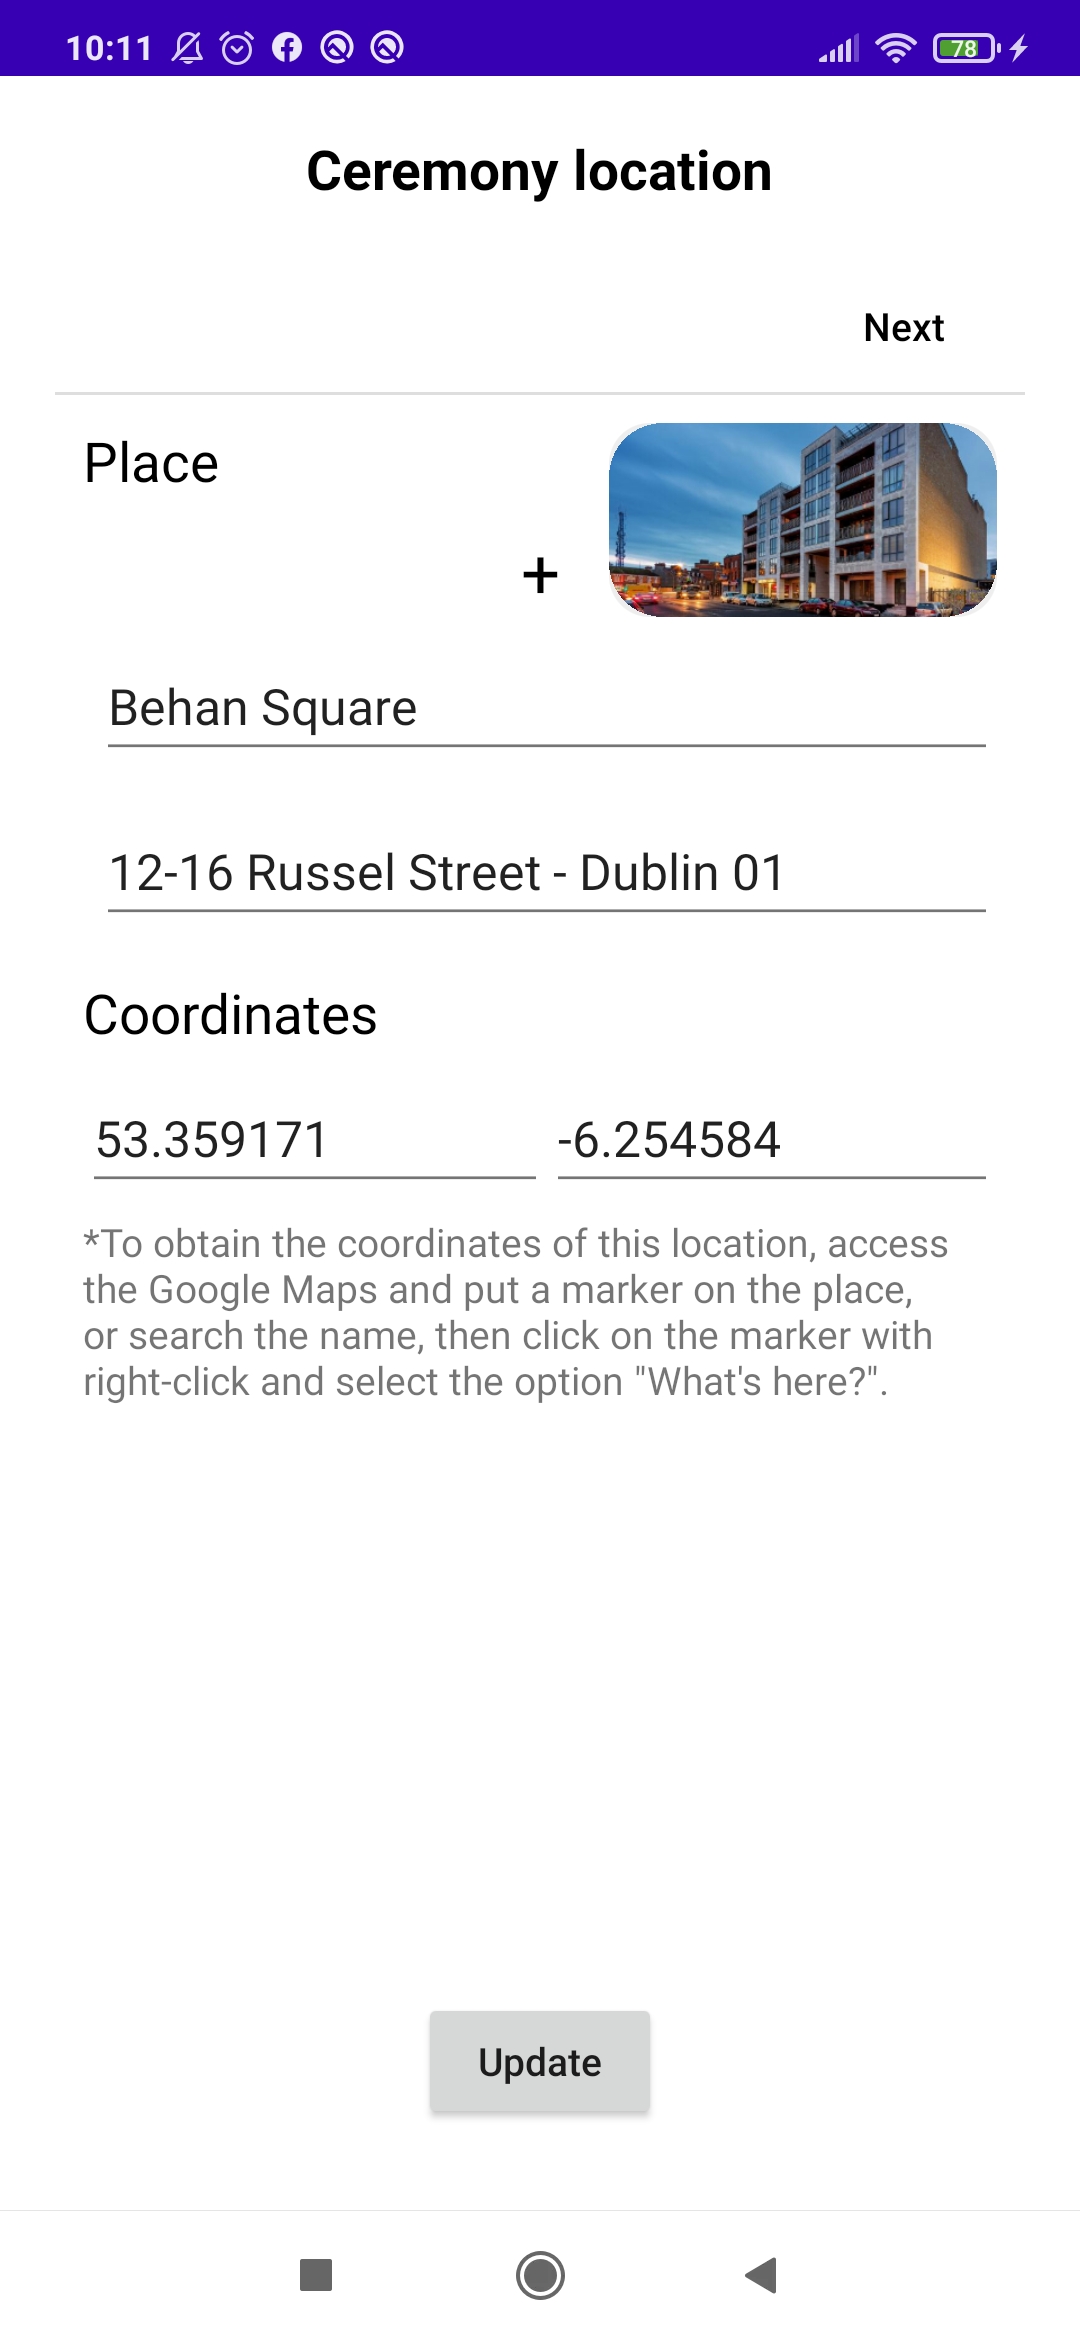 10:11
78
Ceremony location
Next
Place
+
Behan Square
12-16 Russel Street - Dublin 01
Coordinates
53.359171
-6.254584
*To obtain the coordinates of this location, access
the Google Maps and put a marker on the place,
or search the name, then click on the marker with
right-click and select the option "What's here?".
Update